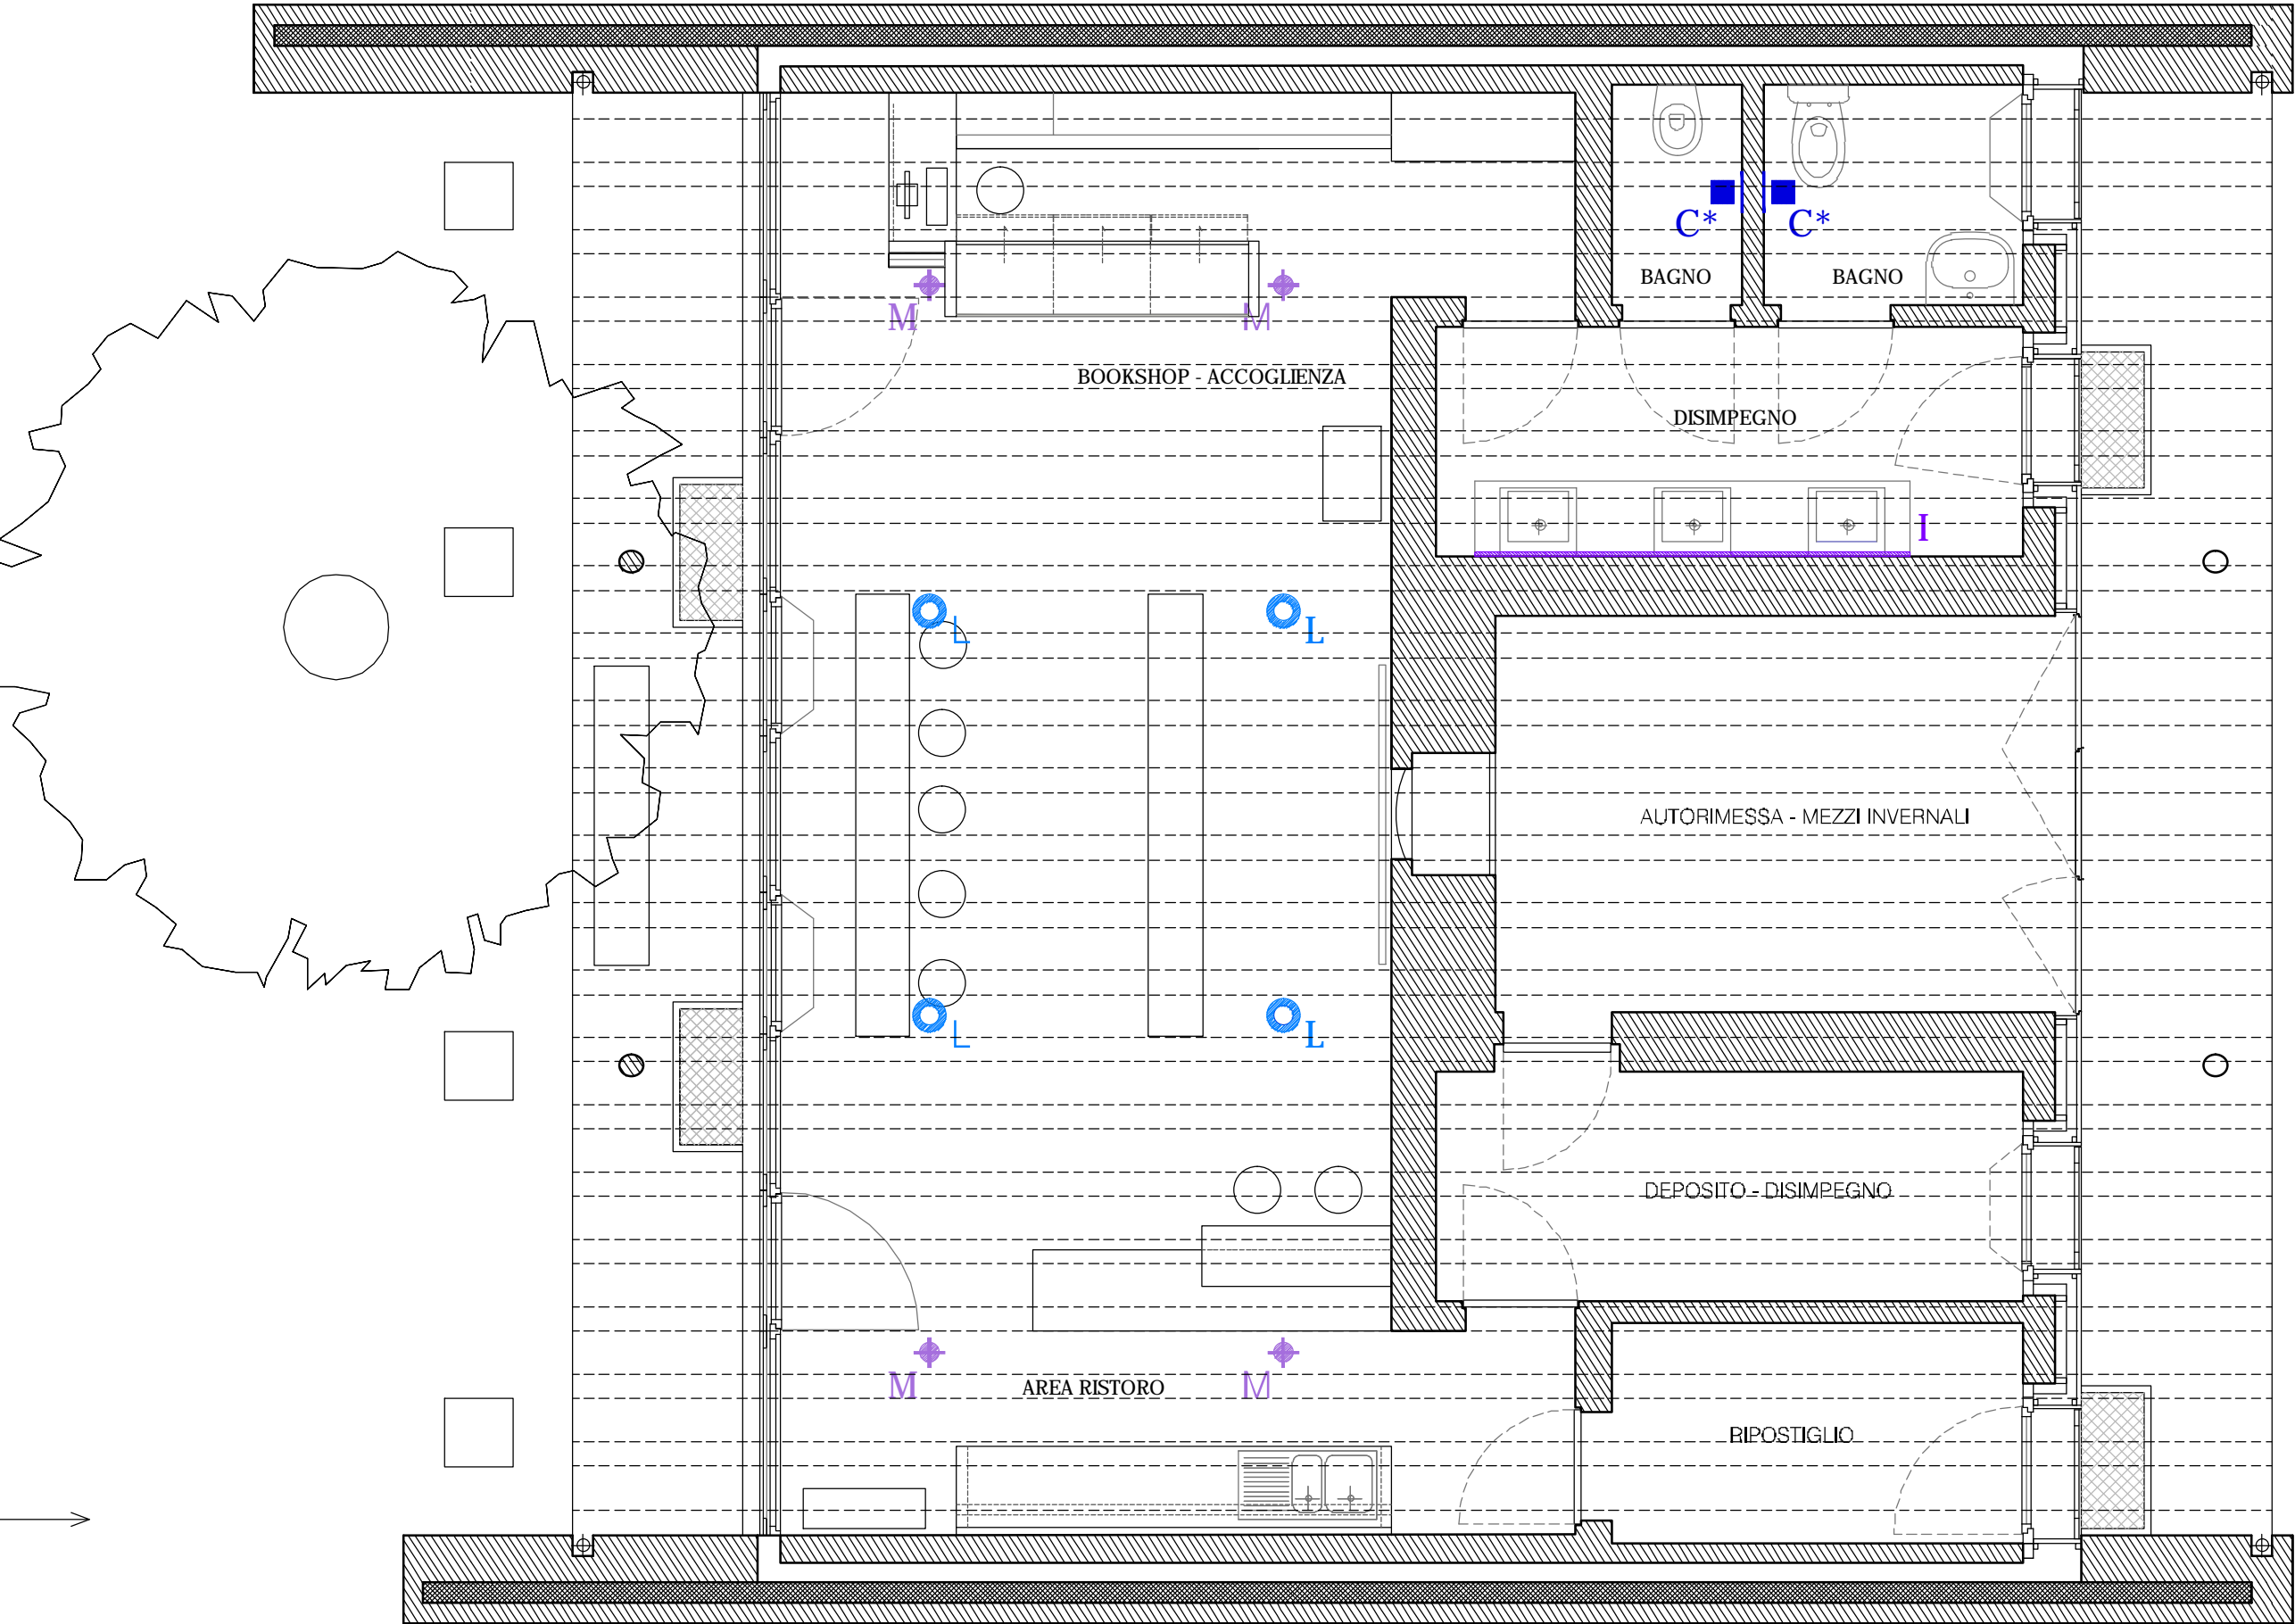 C* C*
BAGNO BAGNO
M M
BOOKSHOP - ACCOGLIENZA
DISIMPEGNO
I
L L
AUTORIMESSA - MEZZI INVERNALI
L L
DEPOSITO - DISIMPEGNO
M M
AREA RISTORO
RIPOSTIGLIO